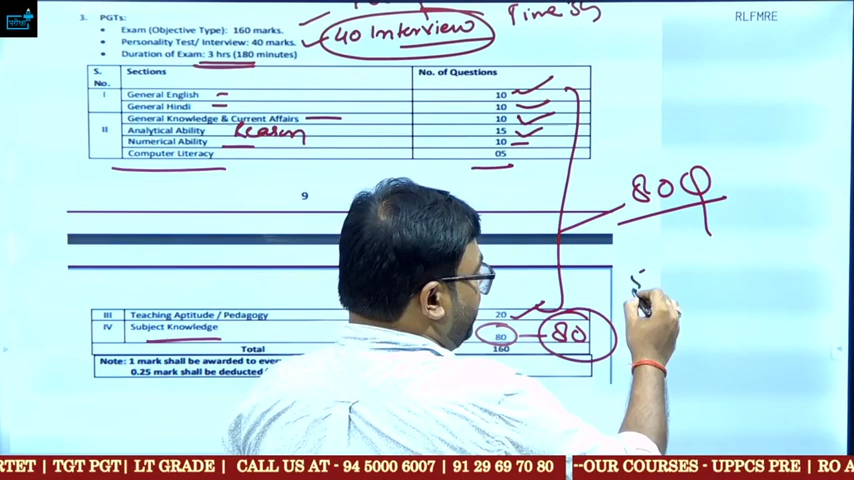 RLFMRE
परीक्षा
3. PGTs:
Time 3h
• Exam (Objective Type): 160 marks.
• Personality Test/ Interview: 40 marks.
40 Interview
• Duration of Exam: 3 hrs (180 minutes)
S. No. Sections No. of Questions
I General English 10
General Hindi 10
General Knowledge & Current Affairs 10
II Analytical Ability Reason 15
Numerical Ability 10
Computer Literacy 05
80Q
9
5
III Teaching Aptitude / Pedagogy 20
IV Subject Knowledge 80 80
Total 160
Note: 1 mark shall be awarded to ever
0.25 mark shall be deducted
RTET | TGT PGT| LT GRADE | CALL US AT - 94 5000 6007 | 91 29 69 70 80 --OUR COURSES - UPPCS PRE | RO A